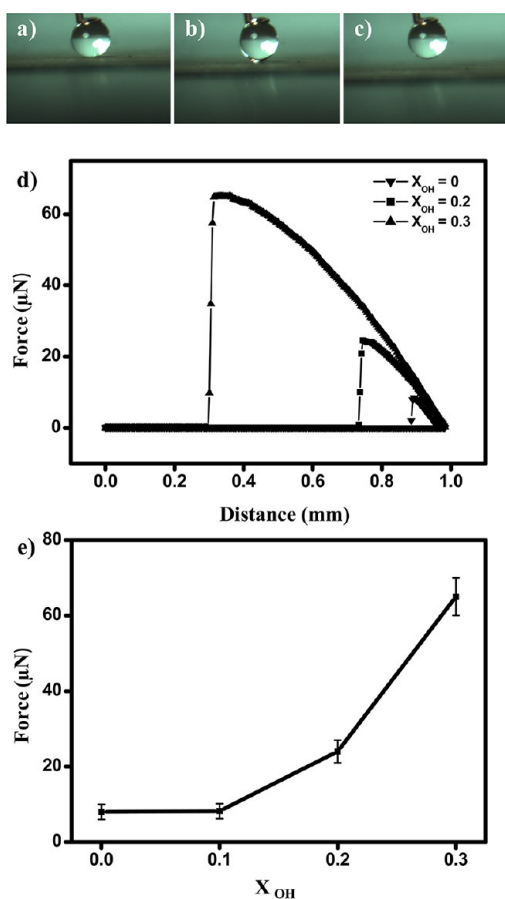 a) b) c)
d)
X_OH = 0
X_OH = 0.2
X_OH = 0.3
60
40
20
0
Force (μN)
0.0 0.2 0.4 0.6 0.8 1.0
Distance (mm)
e)
80
60
40
20
0
Force (μN)
0.0 0.1 0.2 0.3
X OH